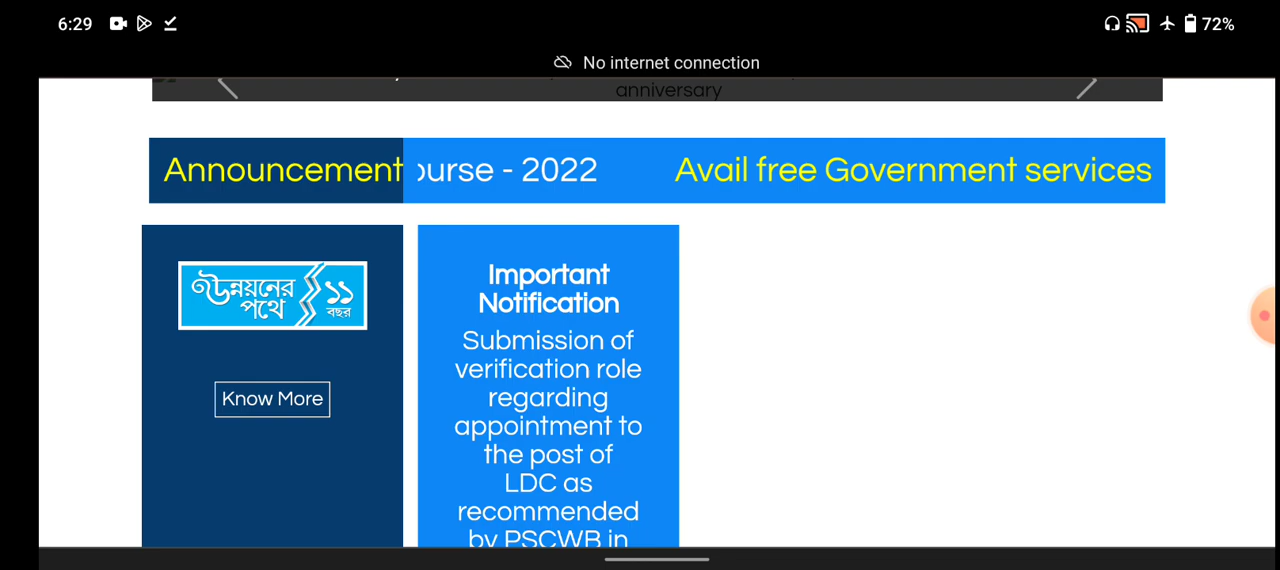 6:29
72%
No internet connection
anniversary
Announcement
ourse - 2022
Avail free Government services
উন্নয়নের
পথে
১১
বছর
Know More
Important
Notification
Submission of
verification role
regarding
appointment to
the post of
LDC as
recommended
by PSCWB in